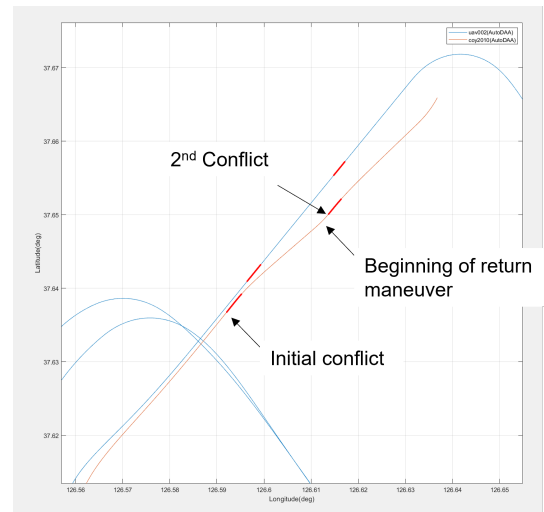 uav002(AutoDAA)
coy2010(AutoDAA)
37.67
37.66
37.65
37.64
37.63
37.62
Latitude(deg)
2nd Conflict
Beginning of return
maneuver
Initial conflict
126.56
126.57
126.58
126.59
126.6
126.61
126.62
126.63
126.64
126.65
Longitude(deg)